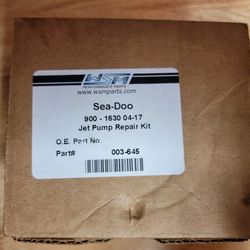 WSM
PERFORMANCE PARTS
www.wsmparts.com
Sea-Doo
900 - 1630 04-17
Jet Pump Repair Kit
O.E. Part No.
Part# 003-645